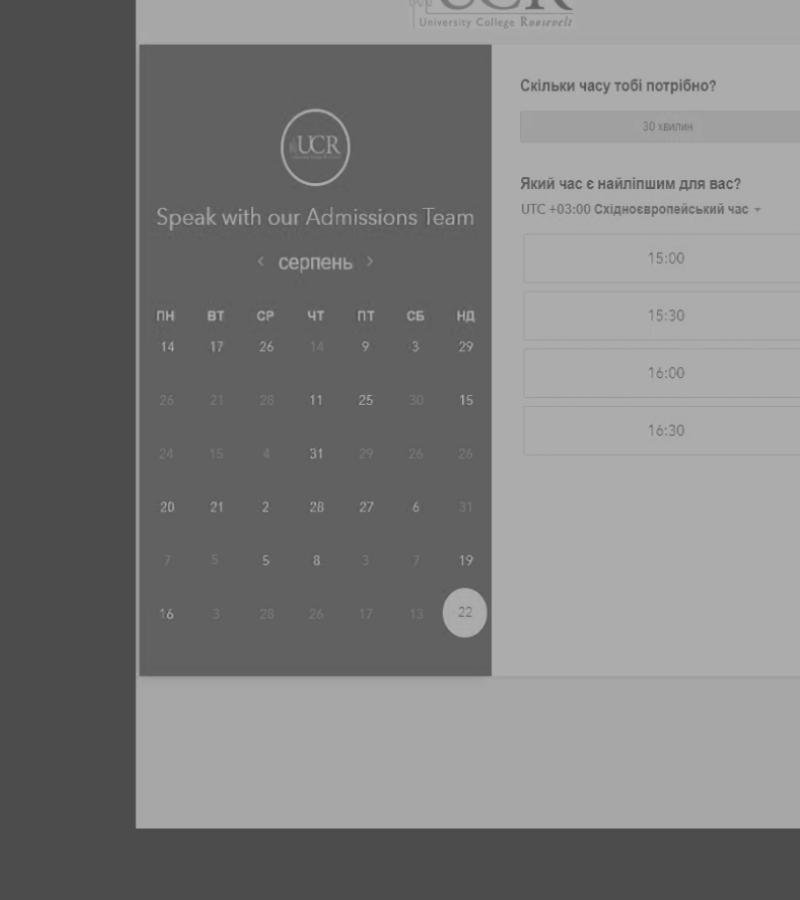 UCR
University College Roosevelt
UCR
Speak with our Admissions Team
‹ серпень ›
ПН ВТ СР ЧТ ПТ СБ НД
14 17 26 14 9 3 29
26 21 28 11 25 30 15
24 15 4 31 29 26 26
20 21 2 28 27 6 31
7 5 5 8 3 7 19
16 3 28 26 17 13 22
Скільки часу тобі потрібно?
30 хвилин
Який час є найліпшим для вас?
UTC +03:00 Східноєвропейський час
15:00
15:30
16:00
16:30